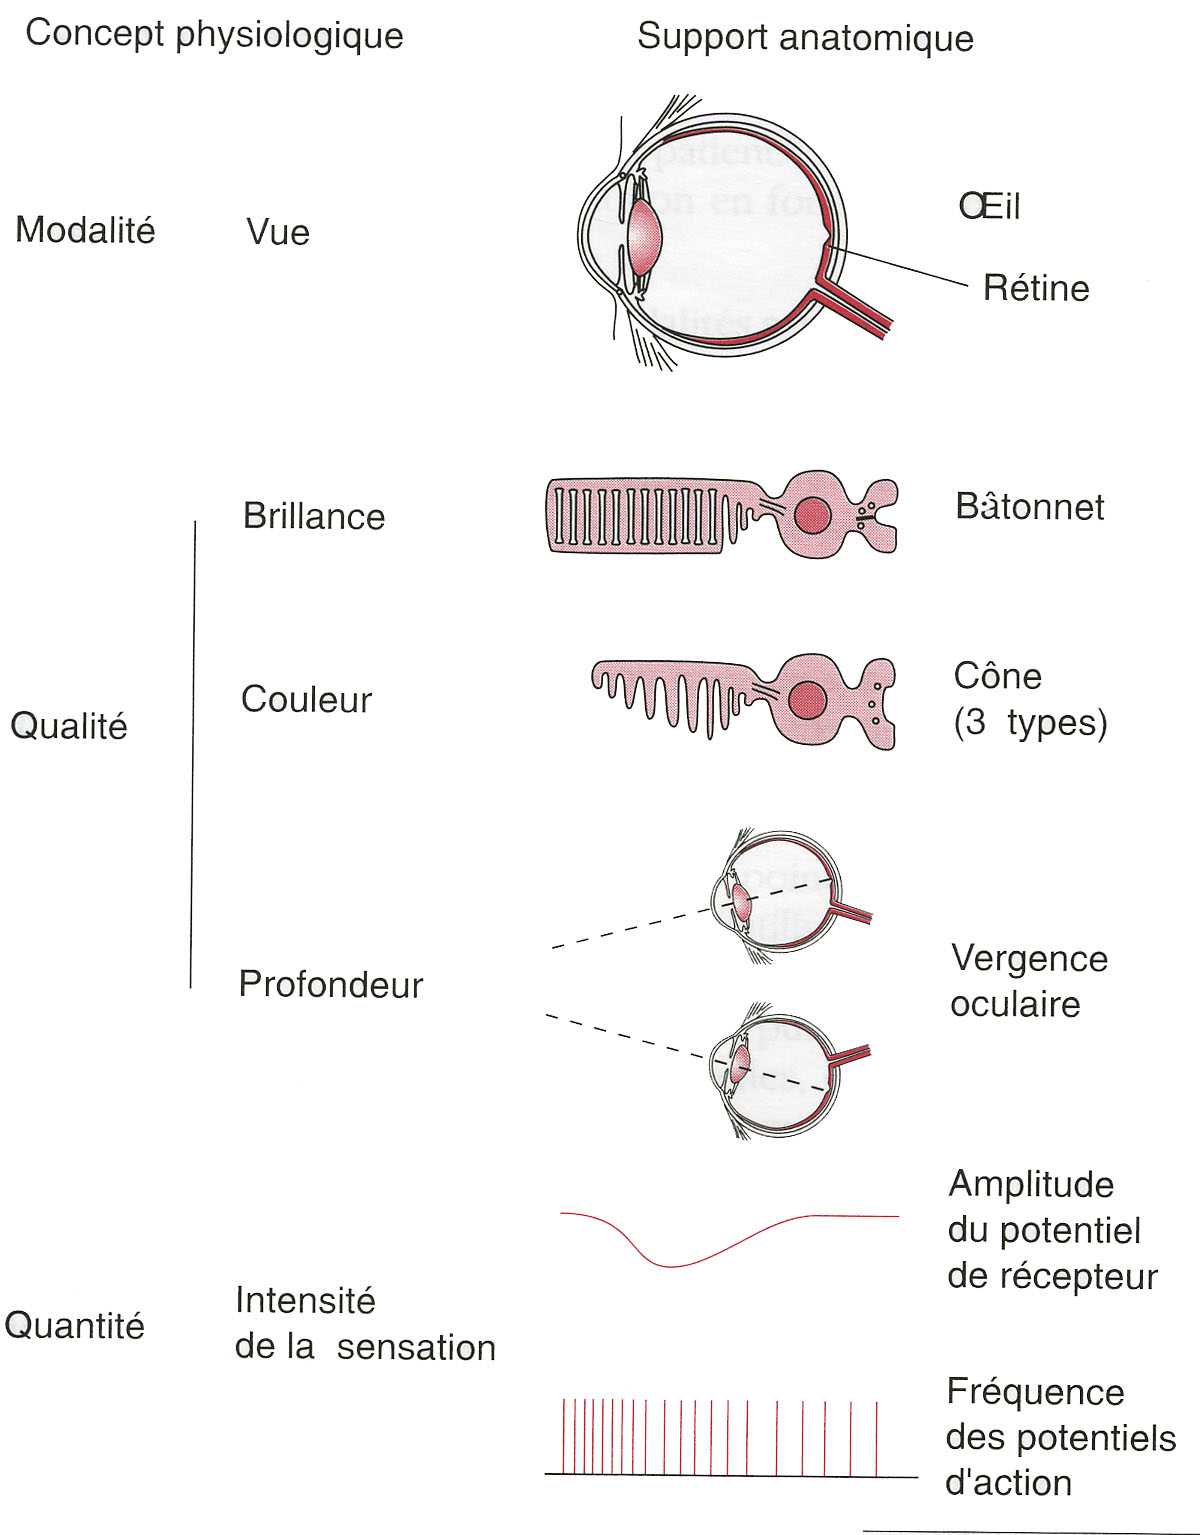 Concept physiologique
Support anatomique
Modalité
Vue
Œil
Rétine
Qualité
Brillance
Bâtonnet
Couleur
Cône
(3 types)
Profondeur
Vergence
oculaire
Quantité
Intensité
de la sensation
Amplitude
du potentiel
de récepteur
Fréquence
des potentiels
d'action